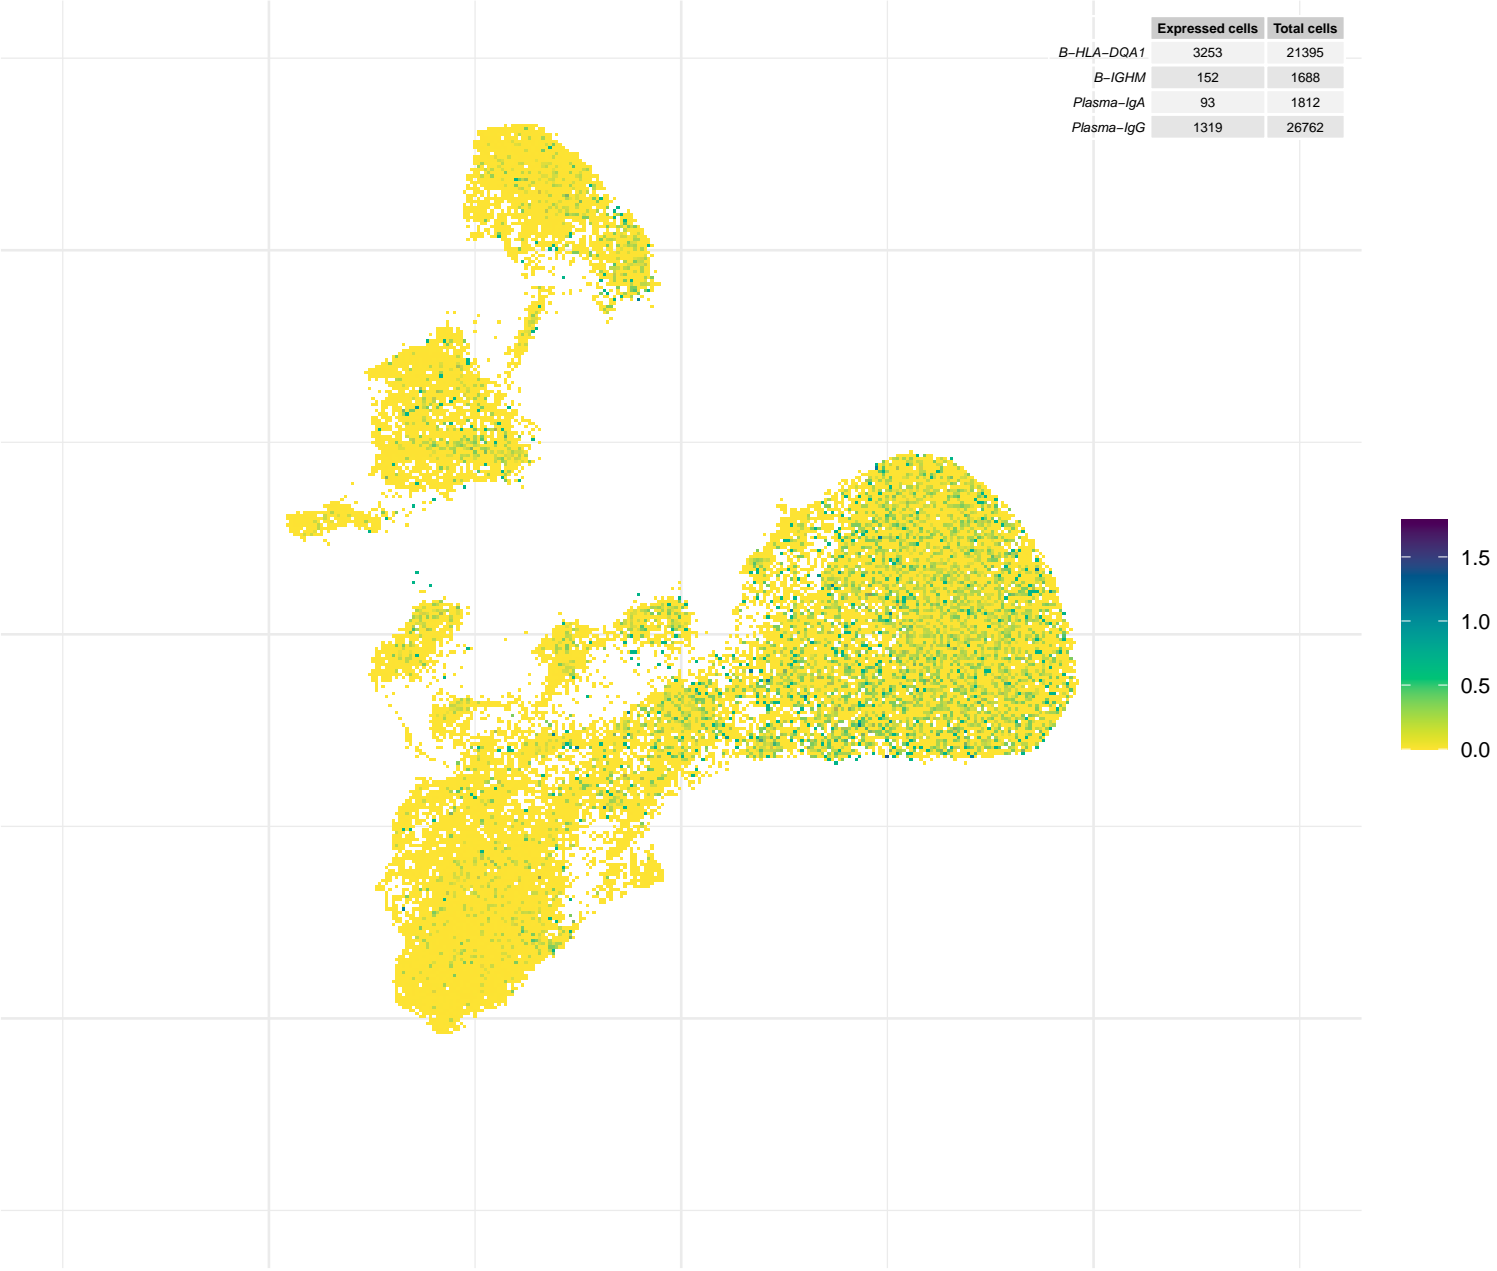 Expressed cells Total cells
B−HLA−DQA1 3253 21395
B−IGHM 152 1688
Plasma−IgA 93 1812
Plasma−IgG 1319 26762
1.5
1.0
0.5
0.0